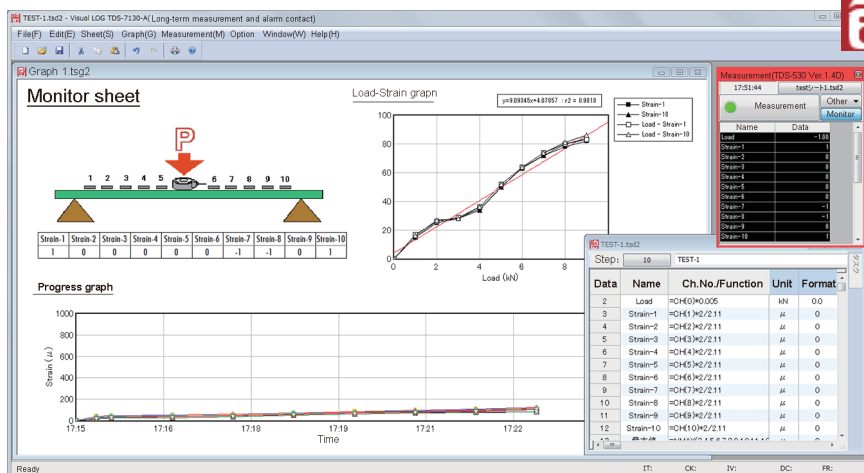 TEST-1.tsd2 - Visual LOG TDS-7130-A(Long-term measurement and alarm contact)
File(F) Edit(E) Sheet(S) Graph(G) Measurement(M) Option Window(W) Help(H)
Graph 1.tsg2
Monitor sheet
P
1 2 3 4 5 6 7 8 9 10
Strain-1 Strain-2 Strain-3 Strain-4 Strain-5 Strain-6 Strain-7 Strain-8 Strain-9 Strain-10
1 0 0 0 0 0 -1 -1 0 1
Load-Strain grapn
y=9.09345x+4.07857 : r2 = 0.9818
Strain-1
Strain-10
Load - Strain-1
Load - Strain-10
100
80
60
40
20
0
0 2 4 6 8
Load (kN)
Progress graph
1000
800
600
400
200
0
Strain (μ)
17:15 17:16 17:18 17:19 17:21 17:22
Time
Measurement(TDS-530 Ver.1.4D)
17:51:44 testシート1.tsd2
Measurement Other
Monitor
Name Data
Load -1.00
Strain-1 1
Strain-2 0
Strain-3 0
Strain-4 0
Strain-5 0
Strain-6 0
Strain-7 -1
Strain-8 -1
Strain-9 0
Strain-10 1
タスク
TEST-1.tsd2
Step: 10 TEST-1
Data Name Ch.No./Function Unit Format
2 Load =CH(0)*0.005 kN 0.0
3 Strain-1 =CH(1)*2/2.11 μ 0
4 Strain-2 =CH(2)*2/2.11 μ 0
5 Strain-3 =CH(3)*2/2.11 μ 0
6 Strain-4 =CH(4)*2/2.11 μ 0
7 Strain-5 =CH(5)*2/2.11 μ 0
8 Strain-6 =CH(6)*2/2.11 μ 0
9 Strain-7 =CH(7)*2/2.11 μ 0
10 Strain-8 =CH(8)*2/2.11 μ 0
11 Strain-9 =CH(9)*2/2.11 μ 0
12 Strain-10 =CH(10)*2/2.11 μ 0
Ready IT: CK: IV: DC: FR: